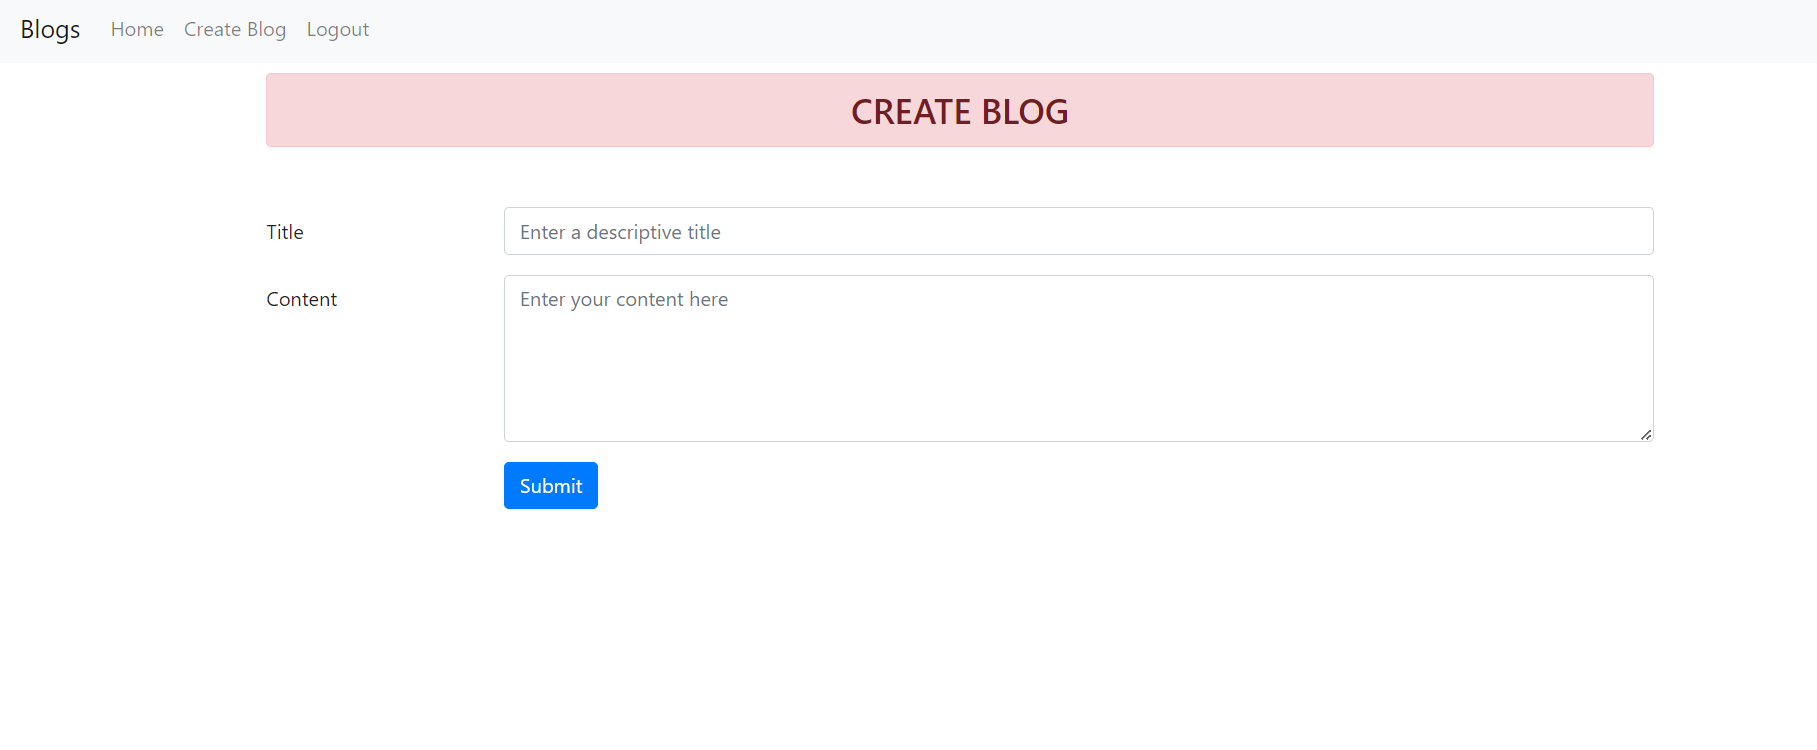 Blogs Home Create Blog Logout
CREATE BLOG
Title Enter a descriptive title
Content Enter your content here
Submit